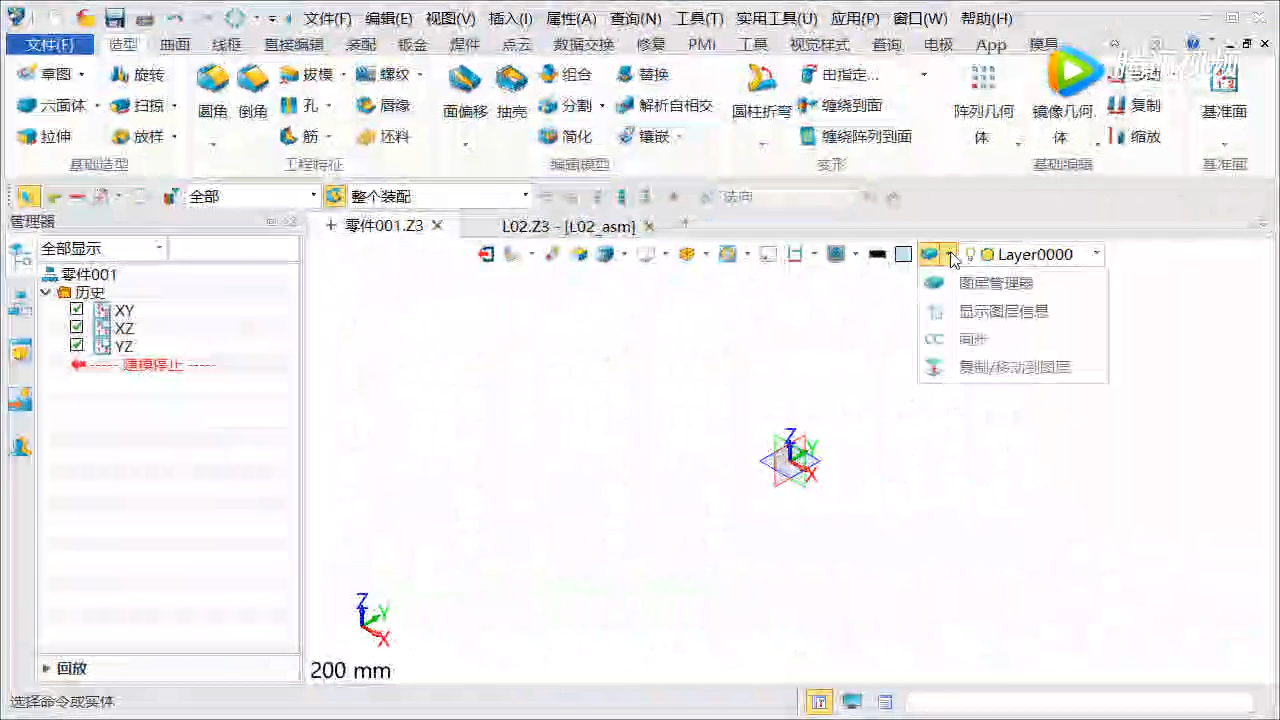 文件(F) 编辑(E) 视图(V) 插入(I) 属性(A) 查询(N) 工具(T) 实用工具(U) 应用(P) 窗口(W) 帮助(H)
文件(F) 造型 曲面 线框 直接编辑 装配 钣金 焊件 点云 数据交换 修复 PMI 工具 视觉样式 查询 电极 App 模具
腾讯视频
草图 旋转 拔模 螺纹 组合 替换 由指定...
六面体 扫掠 圆角 倒角 孔 唇缘 面偏移 抽壳 分割 解析自相交 圆柱折弯 缠绕到面 阵列几何体 镜像几何体 复制 基准面
拉伸 放样 筋 坯料 简化 镶嵌 缠绕阵列到面 缩放
基础造型 工程特征 编辑模型 变形 基础编辑 基准面
全部 整个装配 法向
管理器
零件001.Z3 L02.Z3 - [L02_asm]
全部显示
Layer0000
零件001
历史
XY
XZ
YZ
----- 建模停止 -----
图层管理器
显示图层信息
同步
复制/移动到图层
Z
Y
X
Z
Y
X
200 mm
回放
选择命令或实体